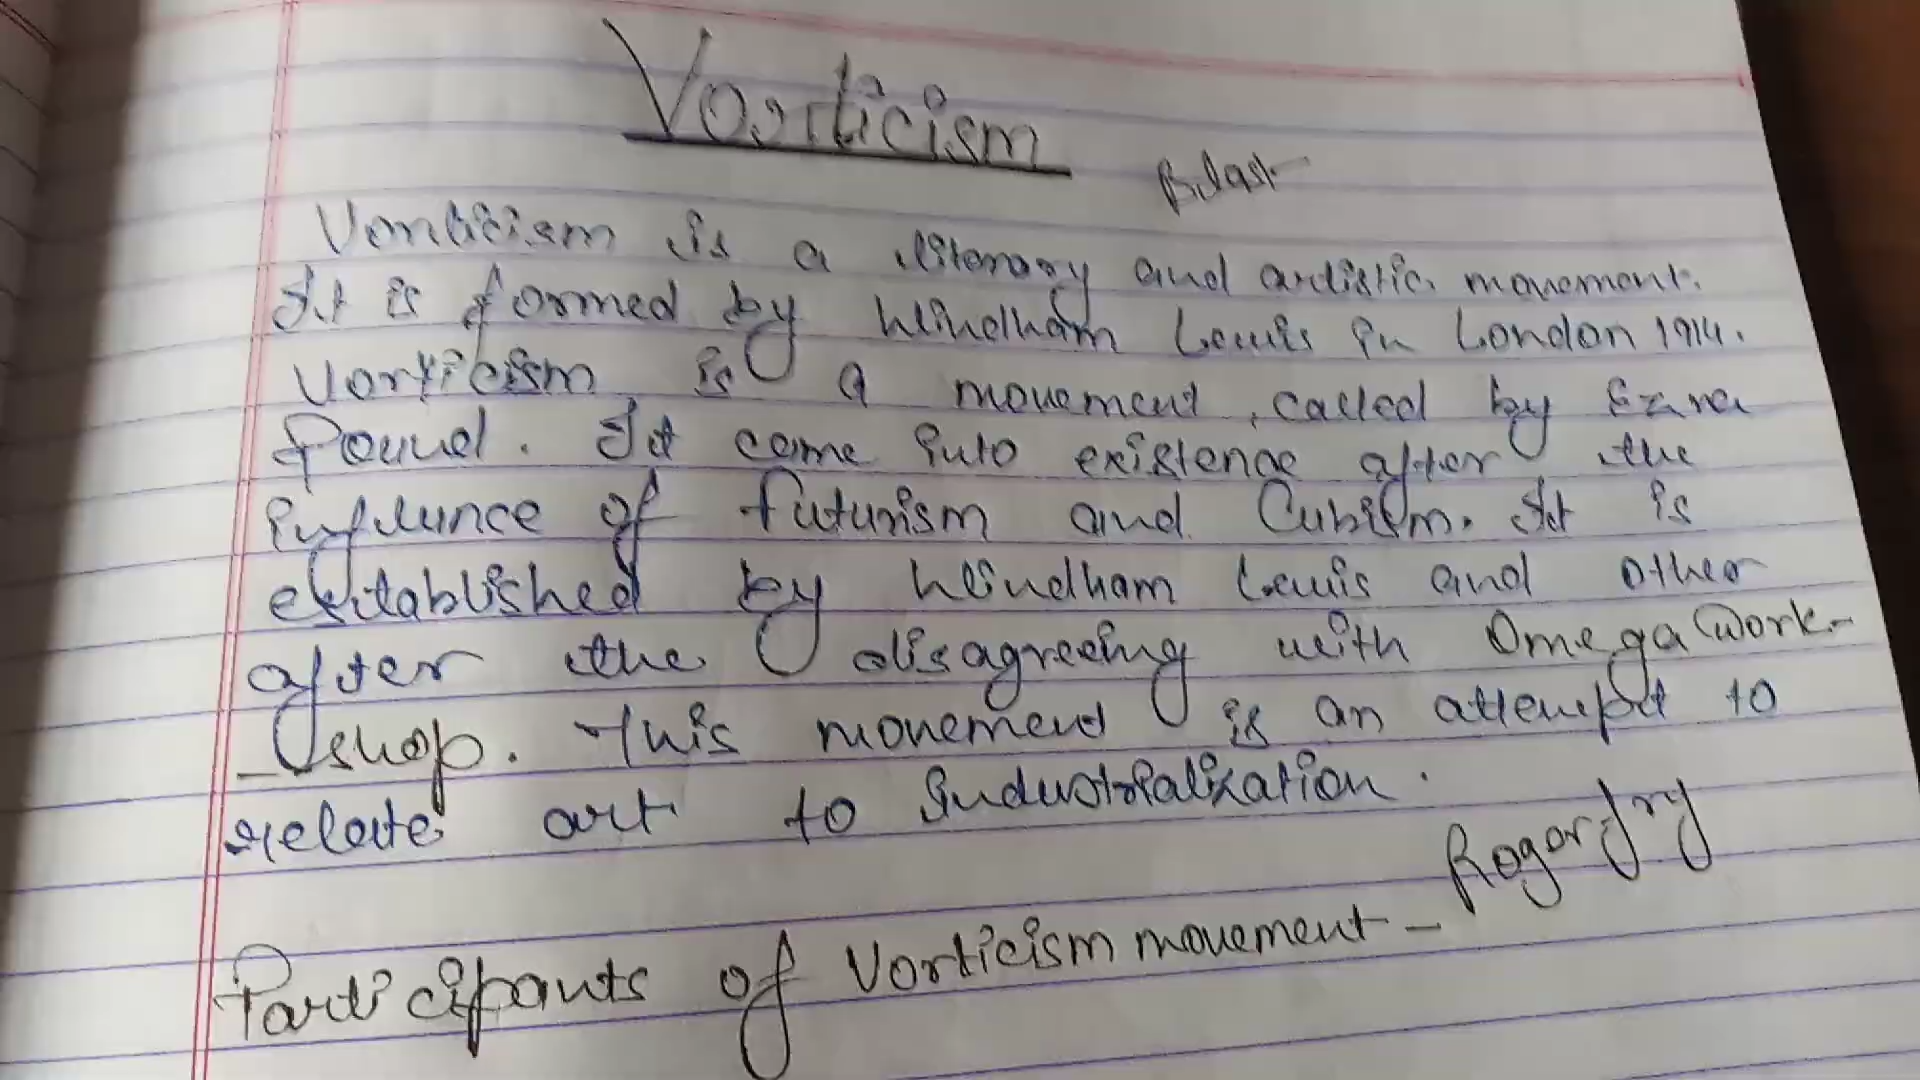 Vorticism
Blast
Vorticism is a literary and artistic movement.
It is formed by Windham Lewis in London 1914.
Vorticism is a movement, called by Ezra
Pound. It came into existence after the
influence of futurism and Cubism. It is
established by Windham Lewis and other
after the disagreeing with Omega Work-
-shop. This movement is an attempt to
relate art to industrialization.
Roger fry
Participants of Vorticism movement -